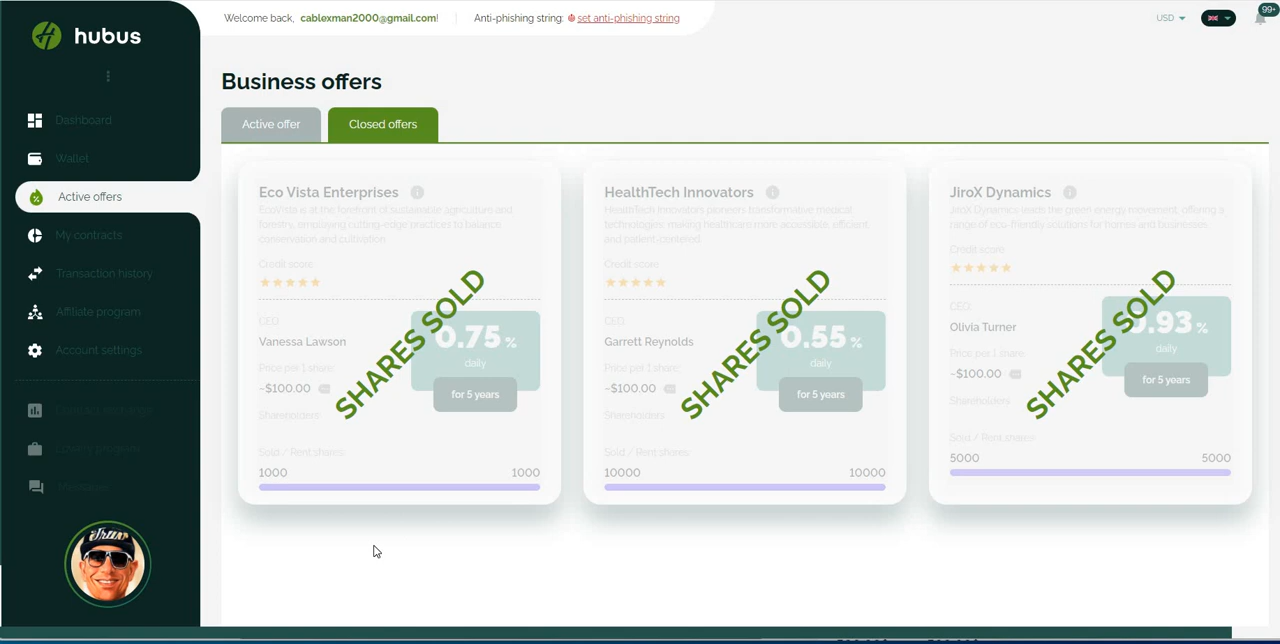 Welcome back, cablexman2000@gmail.com! Anti-phishing string: set anti-phishing string USD 99+
hubus
Business offers
Active offer Closed offers
Dashboard
Wallet
Active offers
My contracts
Transaction history
Affiliate program
Account settings
Eco Vista Enterprises
EcoVista is at the forefront of sustainable agriculture and
forestry, employing cutting-edge practices to balance
conservation and cultivation
Credit score:
CEO:
Vanessa Lawson
Price per 1 share:
~$100.00
Shareholders:
0.75 %
daily
for 5 years
SHARES SOLD
Sold / Rent shares:
1000 1000
HealthTech Innovators
HealthTech Innovators pioneers transformative medical
technologies, making healthcare more accessible, efficient
and patient-centered.
Credit score:
CEO:
Garrett Reynolds
Price per 1 share:
~$100.00
Shareholders:
0.55 %
daily
for 5 years
SHARES SOLD
Sold / Rent shares:
10000 10000
JiroX Dynamics
JiroX Dynamics leads the green energy movement, offering a
range of eco-friendly solutions for homes and businesses.
Credit score:
CEO:
Olivia Turner
Price per 1 share:
~$100.00
Shareholders:
0.93 %
daily
for 5 years
SHARES SOLD
Sold / Rent shares:
5000 5000